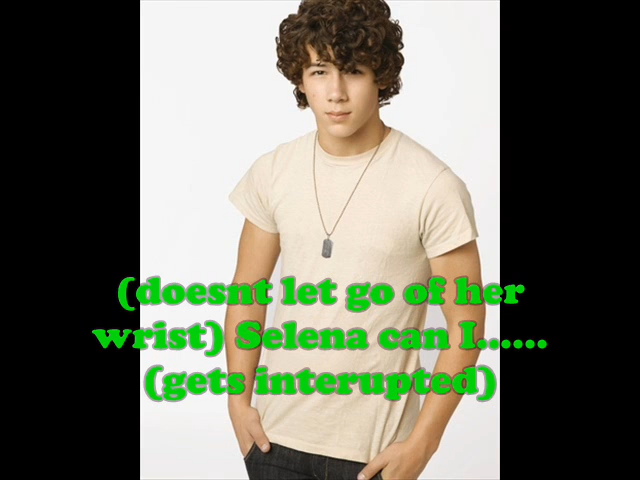 (doesnt let go of her
wrist) Selena can I......
(gets interupted)